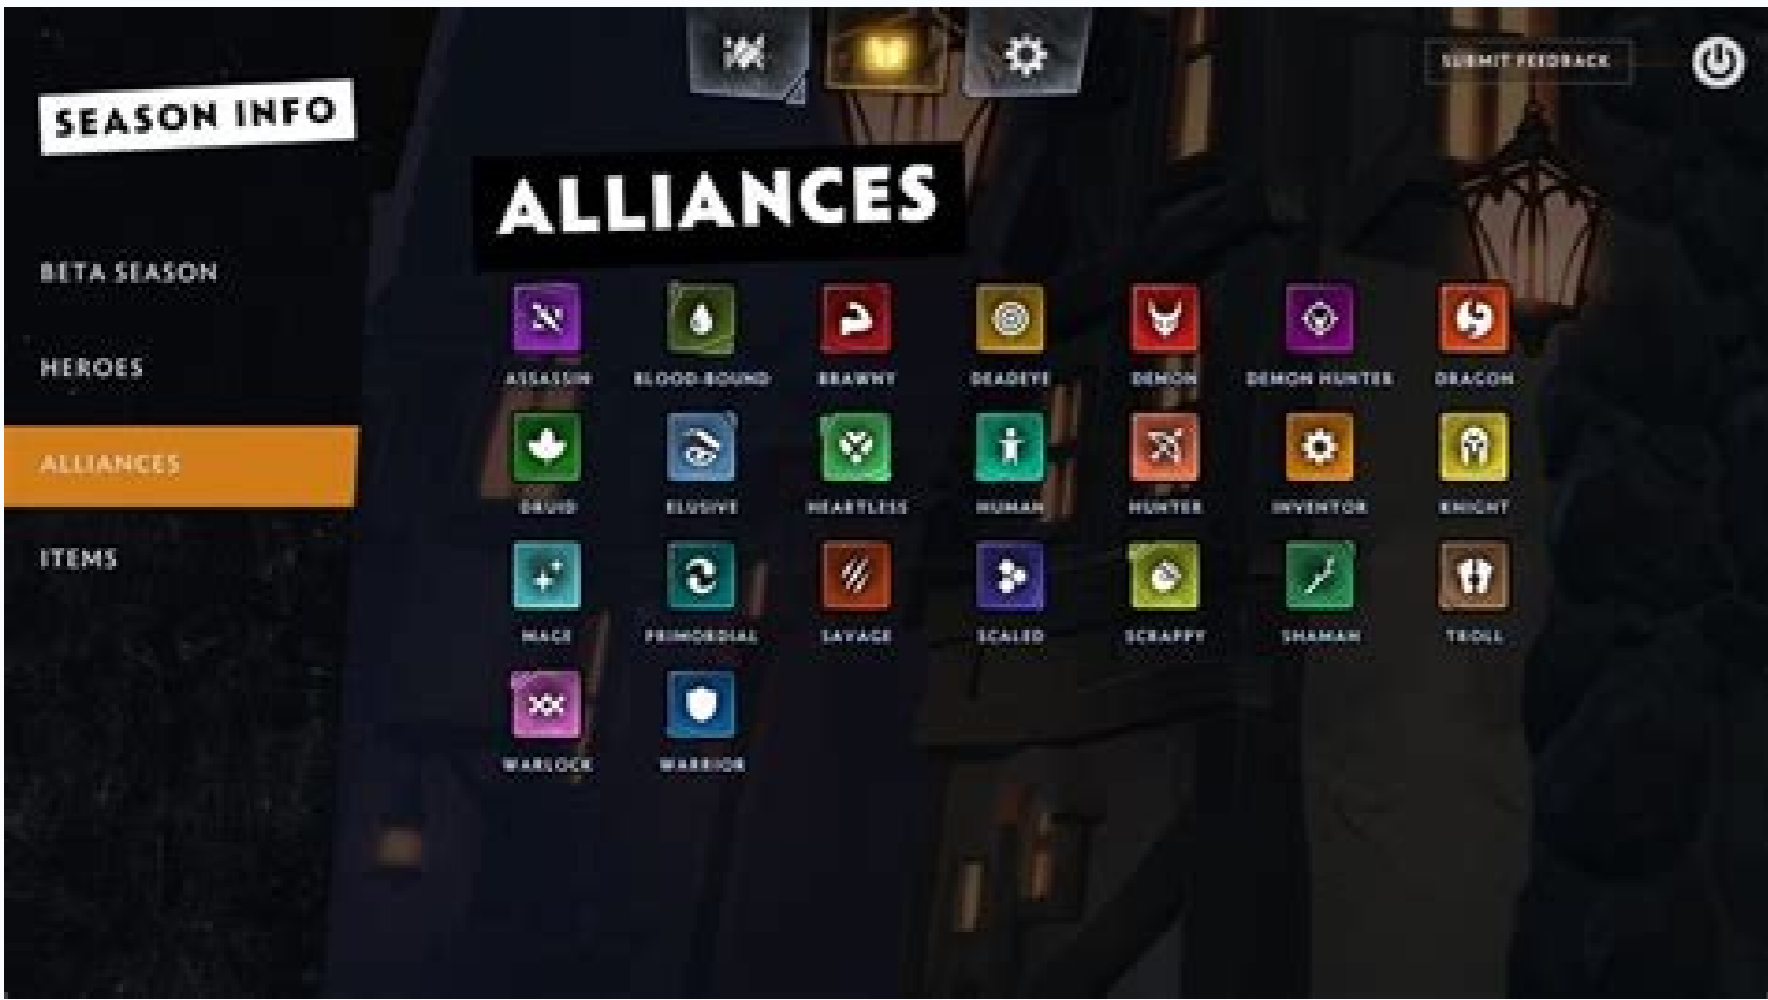 SUBMIT FEEDBACK
SEASON INFO
ALLIANCES
BETA SEASON
HEROES
ALLIANCES
ITEMS
ASSASSIN BLOOD-BOUND BRAWNY DEADEYE DEMON DEMON HUNTER DRAGON
DRUID ELUSIVE HEARTLESS HUMAN HUNTER INVENTOR KNIGHT
MAGE PRIMORDIAL SAVAGE SCALED SCRAPPY SHAMAN TROLL
WARLOCK WARRIOR